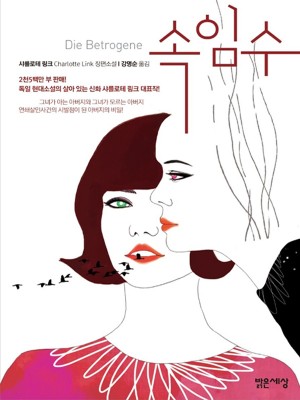 Die Betrogene
속임수
샤를로테 링크 Charlotte Link 장편소설 | 강명순 옮김
2천5백만 부 판매!
독일 현대소설의 살아 있는 신화 샤를로테 링크 대표작!
그녀가 아는 아버지와 그녀가 모르는 아버지
연쇄살인사건의 시발점이 된 아버지의 비밀!
밝은세상